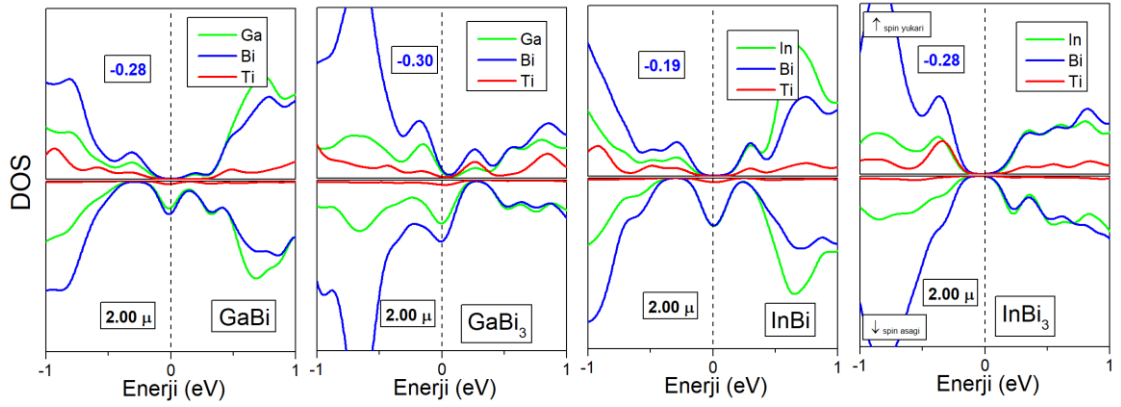 DOS
-0.28
Ga
Bi
Ti
2.00 μ
GaBi
-1
0
1
Enerji (eV)
-0.30
Ga
Bi
Ti
2.00 μ
GaBi₃
-1
0
1
Enerji (eV)
-0.19
In
Bi
Ti
2.00 μ
InBi
-1
0
1
Enerji (eV)
↑ spin yukari
-0.28
In
Bi
Ti
2.00 μ
↓ spin asagi
InBi₃
-1
0
1
Enerji (eV)